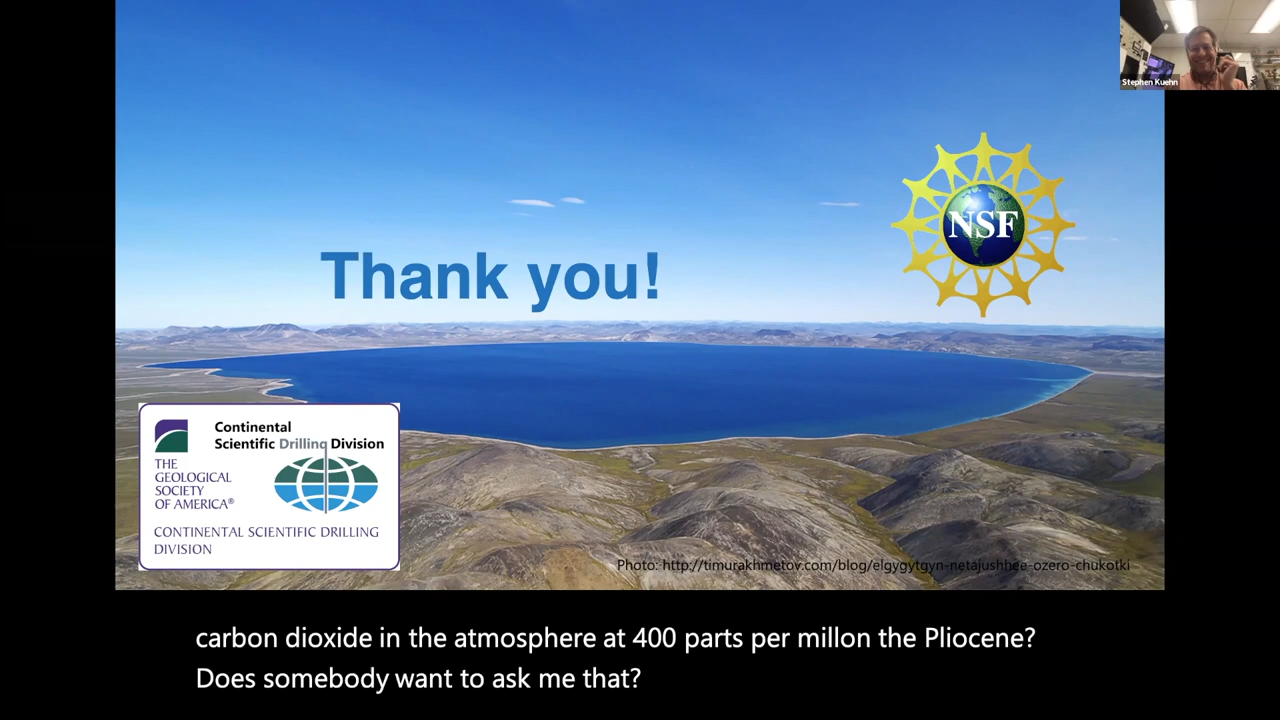 Stephen Kuehn
NSF
Thank you!
Continental
Scientific Drilling Division
THE
GEOLOGICAL
SOCIETY
OF AMERICA®
CONTINENTAL SCIENTIFIC DRILLING
DIVISION
Photo: http://timurakhmetov.com/blog/elgygytgyn-netajushhee-ozero-chukotki
carbon dioxide in the atmosphere at 400 parts per millon the Pliocene?
Does somebody want to ask me that?